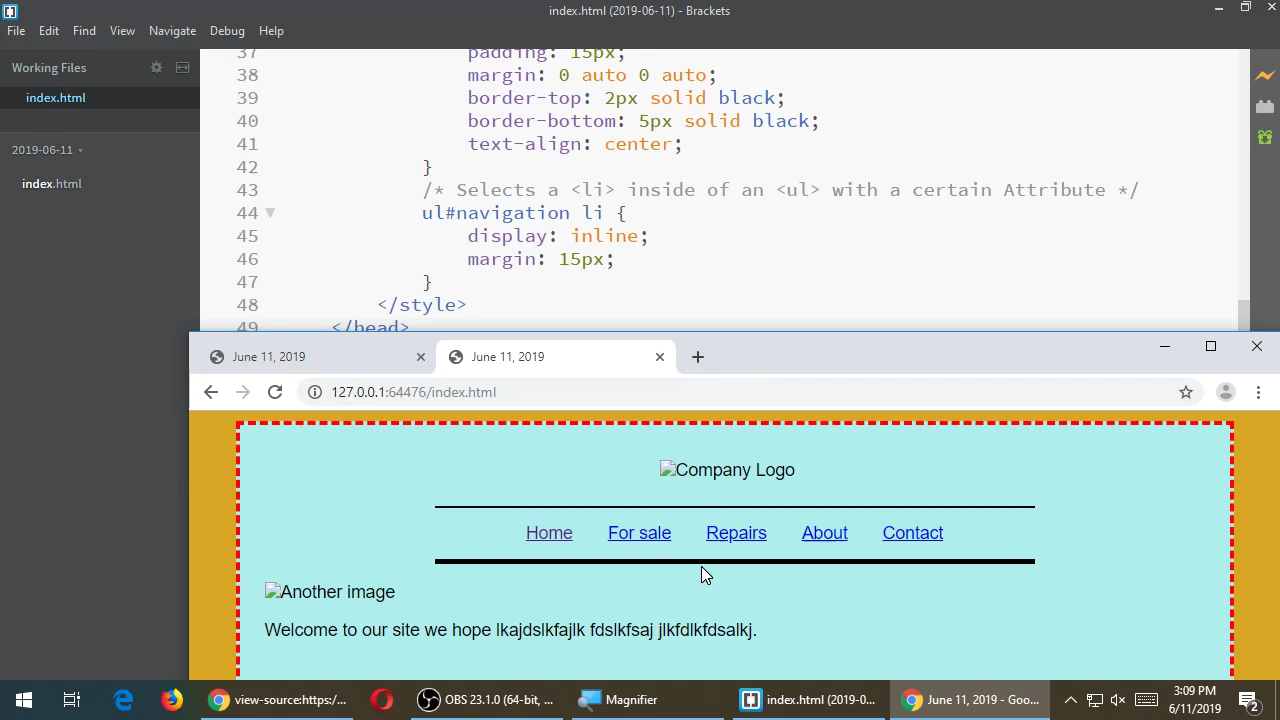 index.html (2019-06-11) - Brackets
File Edit Find View Navigate Debug Help
Working Files
index.html
2019-06-11
index.html
37 padding: 15px;
38 margin: 0 auto 0 auto;
39 border-top: 2px solid black;
40 border-bottom: 5px solid black;
41 text-align: center;
42 }
43 /* Selects a <li> inside of an <ul> with a certain Attribute */
44 ul#navigation li {
45 display: inline;
46 margin: 15px;
47 }
48 </style>
49 </head>
June 11, 2019 June 11, 2019
127.0.0.1:64476/index.html
Company Logo
Home For sale Repairs About Contact
Another image
Welcome to our site we hope lkajdslkfajlk fdslkfsaj jlkfdlkfdsalkj.
view-source:https:/... OBS 23.1.0 (64-bit, ... Magnifier index.html (2019-0... June 11, 2019 - Goo...
3:09 PM
6/11/2019
2